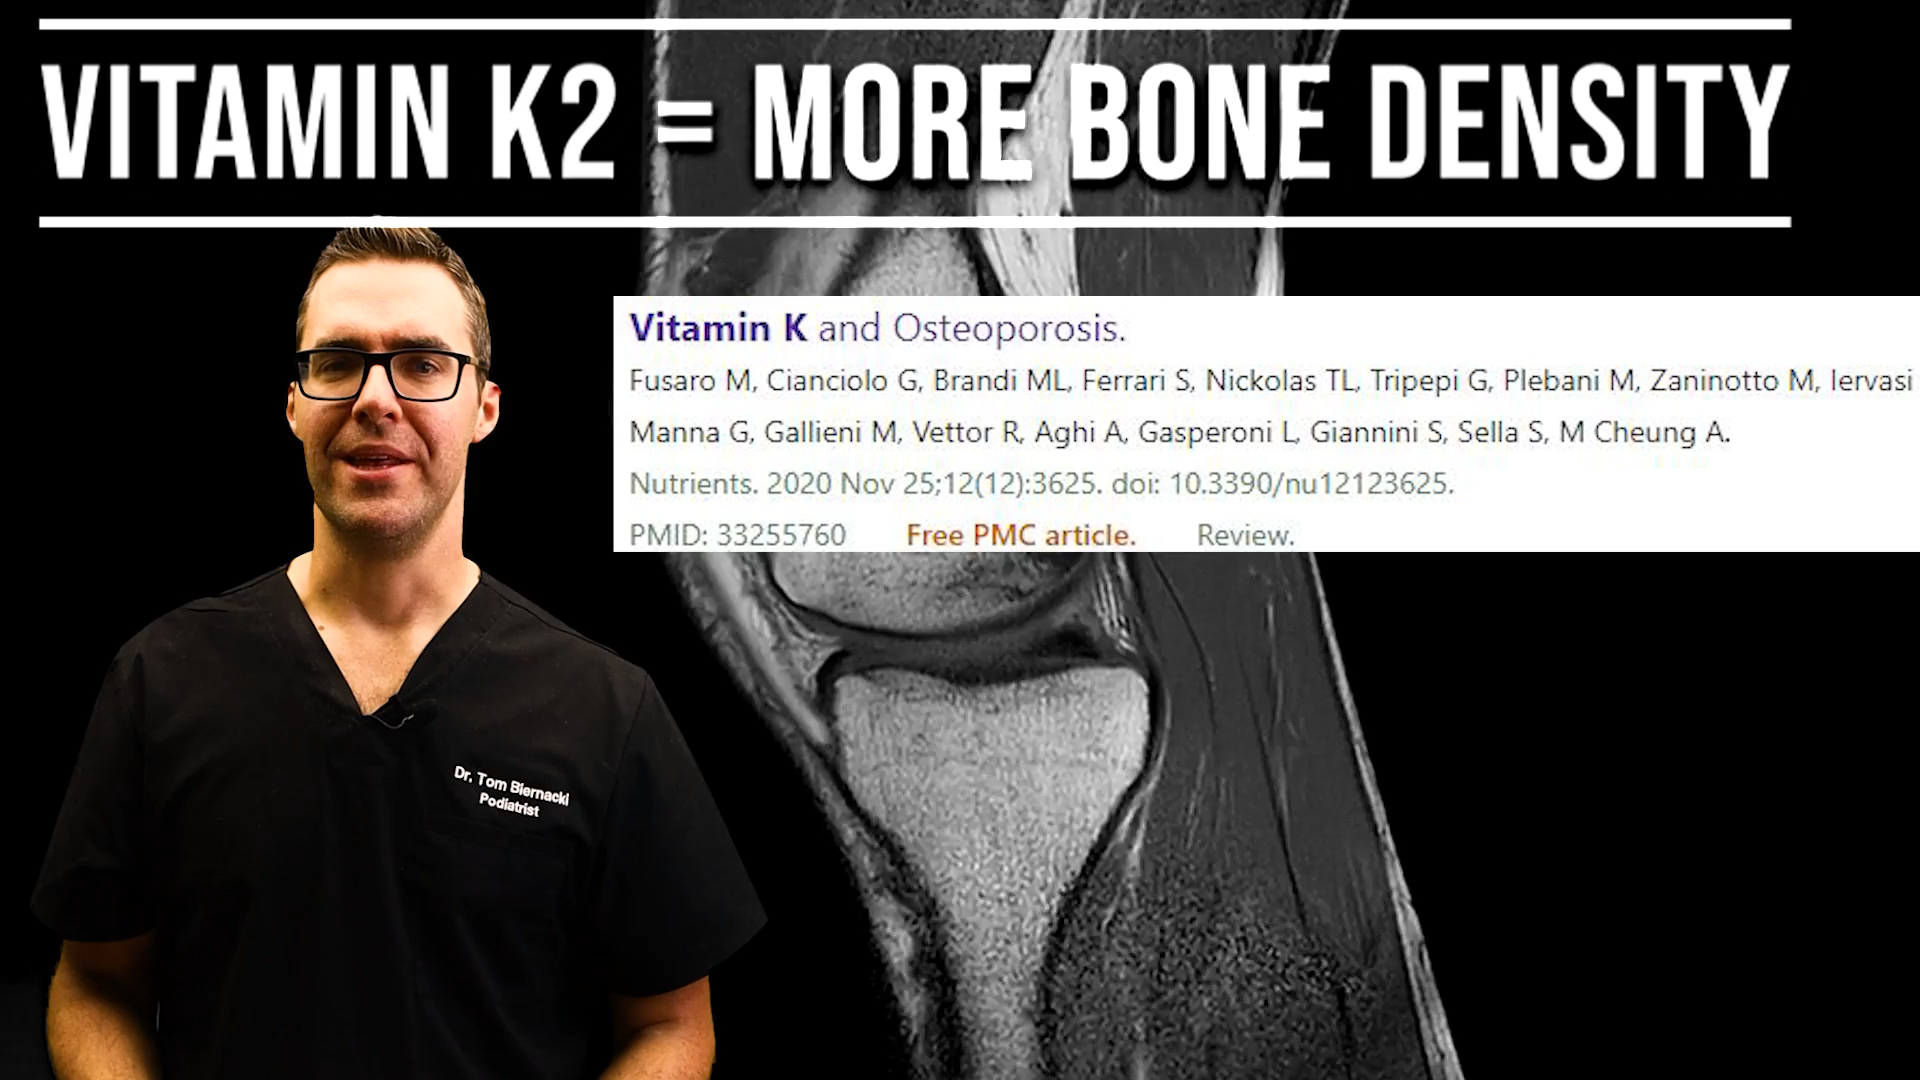 VITAMIN K2 = MORE BONE DENSITY
Vitamin K and Osteoporosis.
Fusaro M, Cianciolo G, Brandi ML, Ferrari S, Nickolas TL, Tripepi G, Plebani M, Zaninotto M, Iervasi
Manna G, Gallieni M, Vettor R, Aghi A, Gasperoni L, Giannini S, Sella S, M Cheung A.
Nutrients. 2020 Nov 25;12(12):3625. doi: 10.3390/nu12123625.
PMID: 33255760 Free PMC article. Review.
Dr. Tom Biernacki
Podiatrist